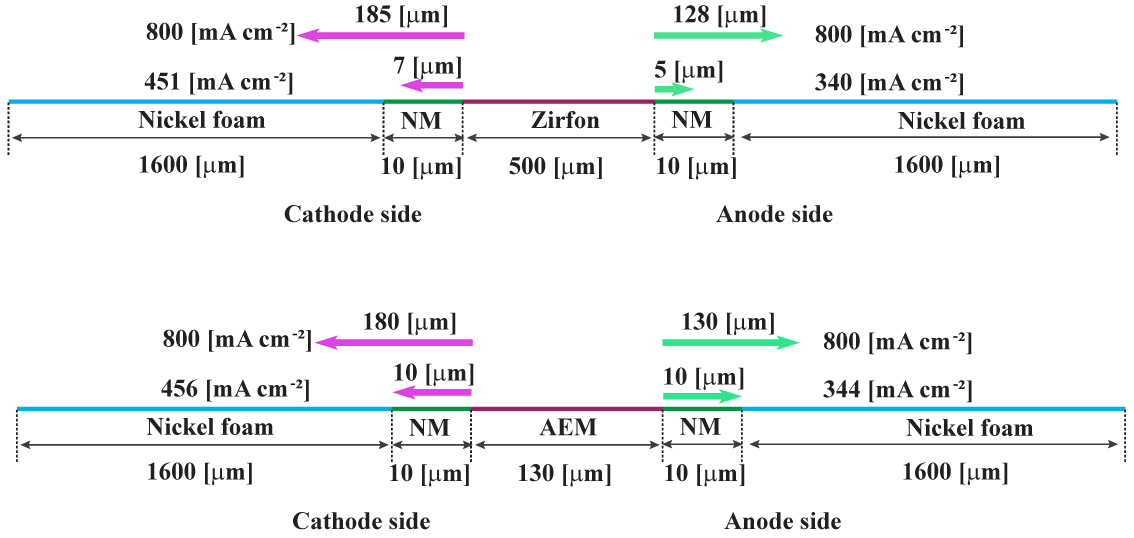 185 [μm] 128 [μm]
800 [mA cm⁻²] 800 [mA cm⁻²]
7 [μm] 5 [μm]
451 [mA cm⁻²] 340 [mA cm⁻²]
Nickel foam NM Zirfon NM Nickel foam
1600 [μm] 10 [μm] 500 [μm] 10 [μm] 1600 [μm]
Cathode side Anode side
180 [μm] 130 [μm]
800 [mA cm⁻²] 800 [mA cm⁻²]
10 [μm] 10 [μm]
456 [mA cm⁻²] 344 [mA cm⁻²]
Nickel foam NM AEM NM Nickel foam
1600 [μm] 10 [μm] 130 [μm] 10 [μm] 1600 [μm]
Cathode side Anode side